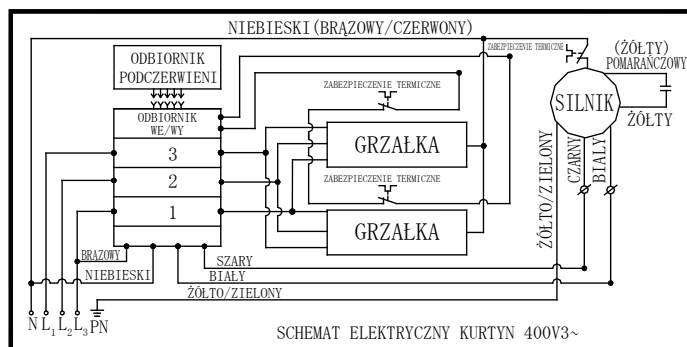 NIEBIESKI(BRĄZOWY/CZERWONY)
ZABEZPIECZENIE TERMICZNE
(ŻÓŁTY)
POMARAŃCZOWY
ODBIORNIK
PODCZERWIENI
SILNIK
ZABEZPIECZENIE TERMICZNE
ODBIORNIK
WE/WY
ŻÓŁTY
GRZAŁKA
3
2
1
ZABEZPIECZENIE TERMICZNE
GRZAŁKA
ŻÓŁTO/ZIELONY
CZARNY
BIAŁY
BRĄZOWY
SZARY
NIEBIESKI
BIAŁY
ŻÓŁTO/ZIELONY
N L₁ L₂ L₃ PN
SCHEMAT ELEKTRYCZNY KURTYN 400V3~